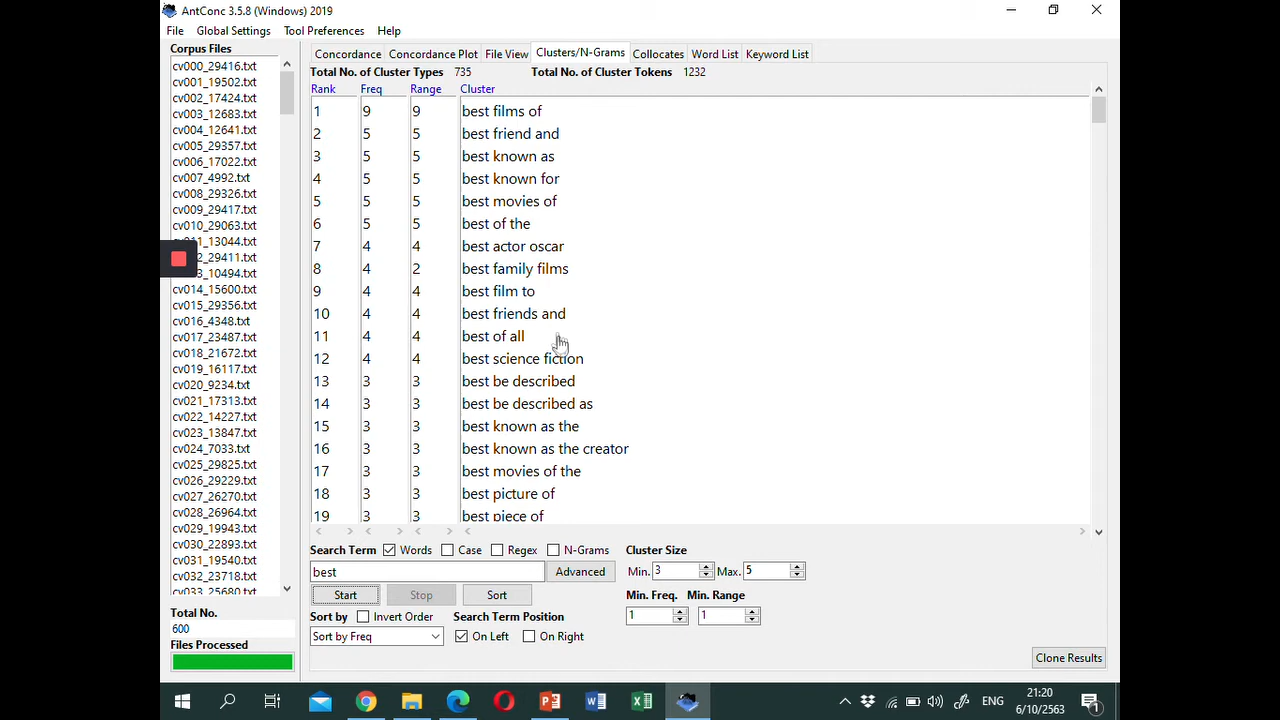 AntConc 3.5.8 (Windows) 2019
File Global Settings Tool Preferences Help
Corpus Files
cv000_29416.txt
cv001_19502.txt
cv002_17424.txt
cv003_12683.txt
cv004_12641.txt
cv005_29357.txt
cv006_17022.txt
cv007_4992.txt
cv008_29326.txt
cv009_29417.txt
cv010_29063.txt
11_13044.txt
2_29411.txt
3_10494.txt
cv014_15600.txt
cv015_29356.txt
cv016_4348.txt
cv017_23487.txt
cv018_21672.txt
cv019_16117.txt
cv020_9234.txt
cv021_17313.txt
cv022_14227.txt
cv023_13847.txt
cv024_7033.txt
cv025_29825.txt
cv026_29229.txt
cv027_26270.txt
cv028_26964.txt
cv029_19943.txt
cv030_22893.txt
cv031_19540.txt
cv032_23718.txt
cv033_25680.txt
Total No.
600
Files Processed
Concordance Concordance Plot File View Clusters/N-Grams Collocates Word List Keyword List
Total No. of Cluster Types 735 Total No. of Cluster Tokens 1232
Rank Freq Range Cluster
1 9 9 best films of
2 5 5 best friend and
3 5 5 best known as
4 5 5 best known for
5 5 5 best movies of
6 5 5 best of the
7 4 4 best actor oscar
8 4 2 best family films
9 4 4 best film to
10 4 4 best friends and
11 4 4 best of all
12 4 4 best science fiction
13 3 3 best be described
14 3 3 best be described as
15 3 3 best known as the
16 3 3 best known as the creator
17 3 3 best movies of the
18 3 3 best picture of
19 3 3 best piece of
Search Term Words Case Regex N-Grams Cluster Size
best Advanced Min. 3 Max. 5
Start Stop Sort Min. Freq. Min. Range
Sort by Invert Order Search Term Position 1 1
Sort by Freq On Left On Right
Clone Results
ENG 21:20
6/10/2563
1